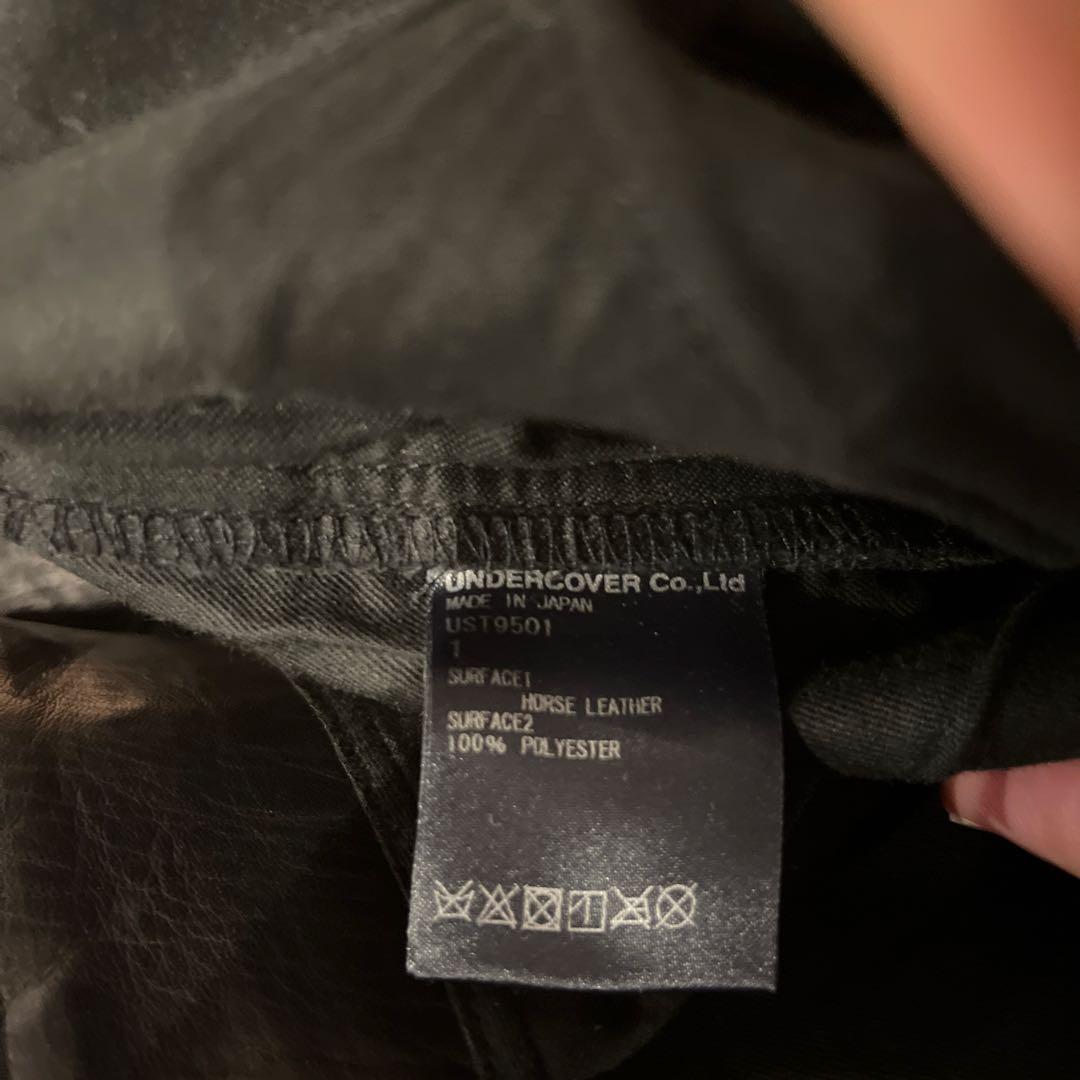 UNDERCOVER Co.,Ltd
MADE IN JAPAN
UST9501
1
SURFACE1
HORSE LEATHER
SURFACE2
100% POLYESTER